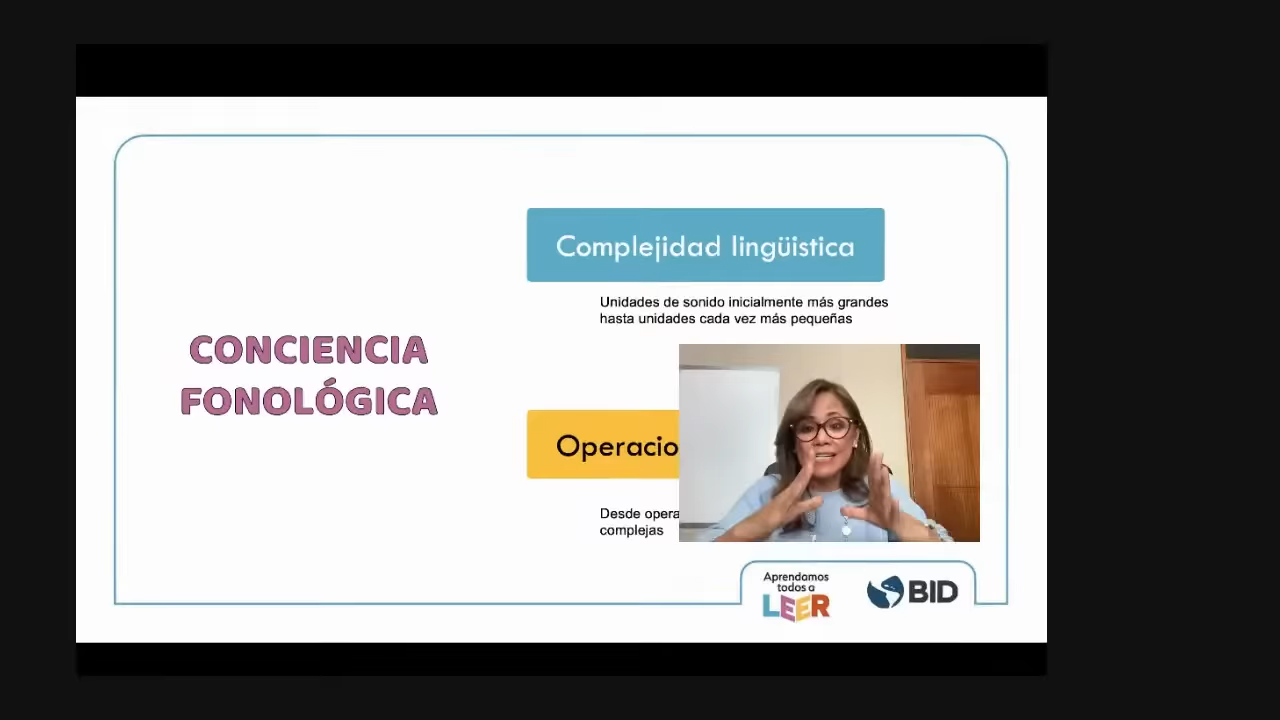 CONCIENCIA
FONOLÓGICA
Complejidad lingüistica
Unidades de sonido inicialmente más grandes
hasta unidades cada vez más pequeñas
Operacio
Desde opera
complejas
Aprendamos
todos a
LEER
BID